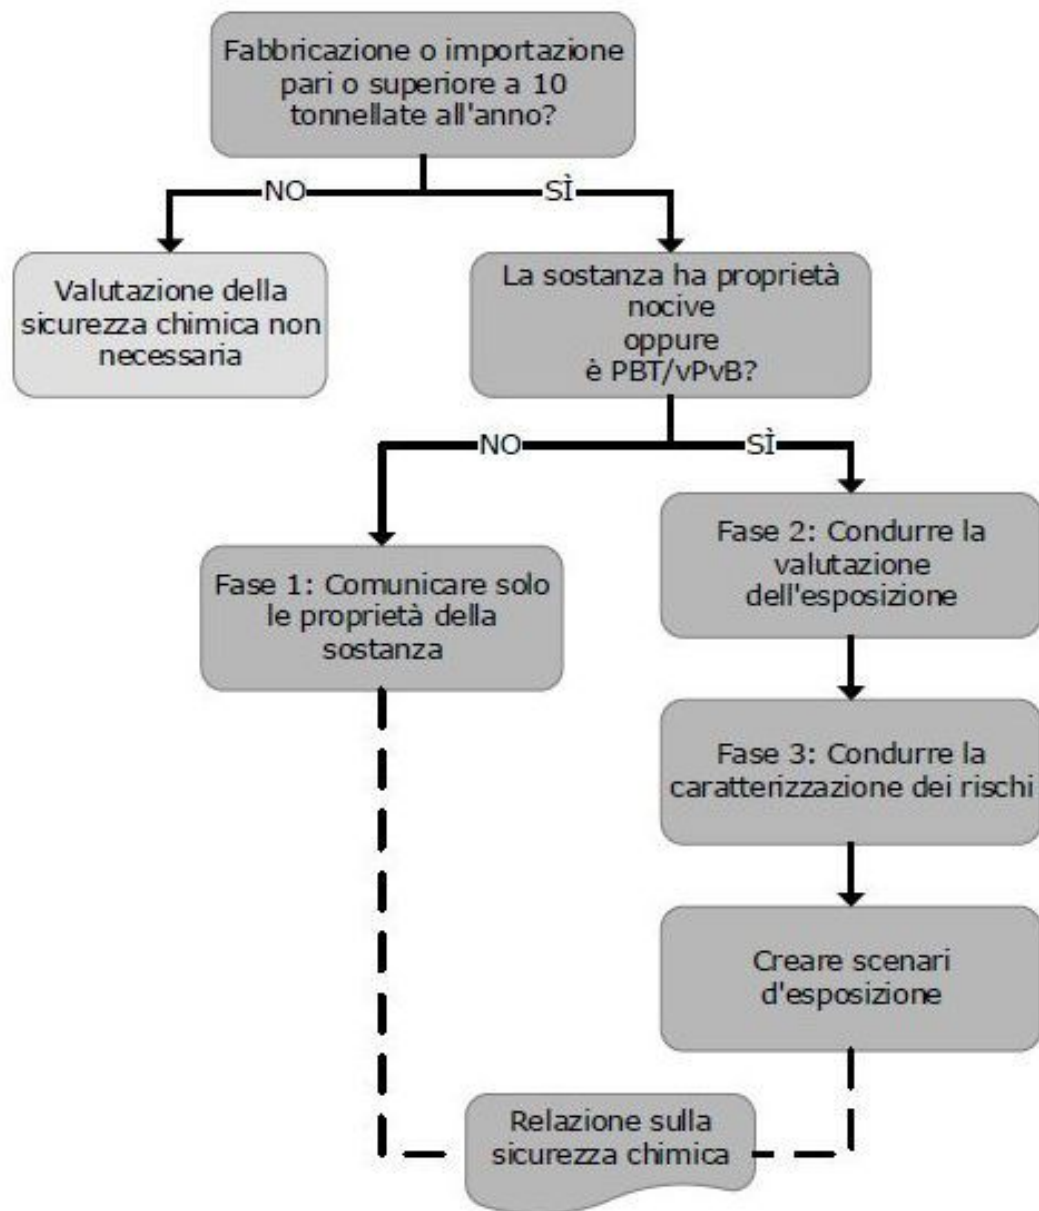 Fabbricazione o importazione
pari o superiore a 10
tonnellate all'anno?
NO
SÌ
Valutazione della
sicurezza chimica non
necessaria
La sostanza ha proprietà
nocive
oppure
è PBT/vPvB?
NO
SÌ
Fase 1: Comunicare solo
le proprietà della
sostanza
Fase 2: Condurre la
valutazione
dell'esposizione
Fase 3: Condurre la
caratterizzazione dei rischi
Creare scenari
d'esposizione
Relazione sulla
sicurezza chimica